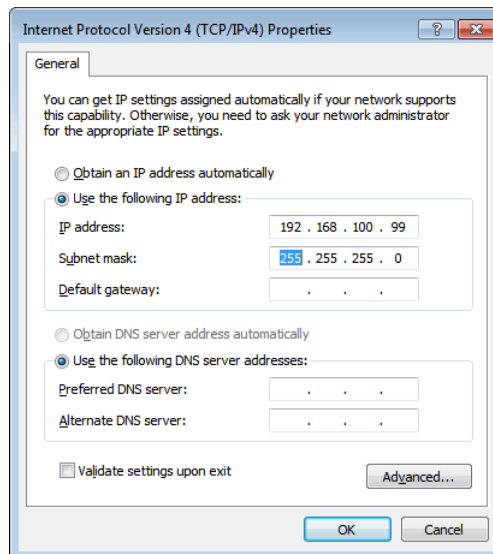 Internet Protocol Version 4 (TCP/IPv4) Properties
General
You can get IP settings assigned automatically if your network supports
this capability. Otherwise, you need to ask your network administrator
for the appropriate IP settings.
Obtain an IP address automatically
Use the following IP address:
IP address: 192 . 168 . 100 . 99
Subnet mask: 255 . 255 . 255 . 0
Default gateway: . . .
Obtain DNS server address automatically
Use the following DNS server addresses:
Preferred DNS server: . . .
Alternate DNS server: . . .
Validate settings upon exit
Advanced...
OK Cancel